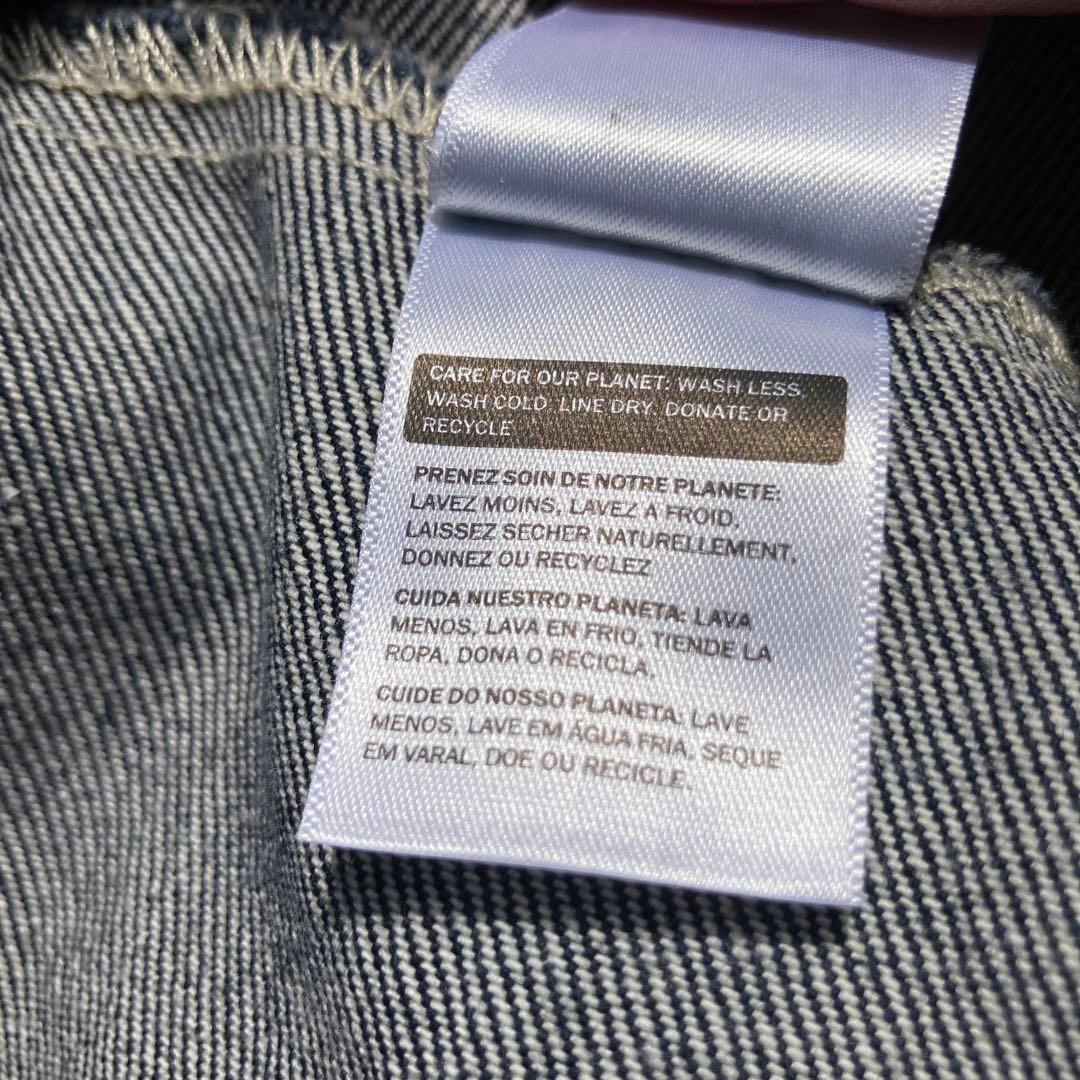 CARE FOR OUR PLANET: WASH LESS,
WASH COLD, LINE DRY, DONATE OR
RECYCLE
PRENEZ SOIN DE NOTRE PLANETE:
LAVEZ MOINS, LAVEZ A FROID,
LAISSEZ SECHER NATURELLEMENT,
DONNEZ OU RECYCLEZ
CUIDA NUESTRO PLANETA: LAVA
MENOS, LAVA EN FRIO, TIENDE LA
ROPA, DONA O RECICLA.
CUIDE DO NOSSO PLANETA: LAVE
MENOS, LAVE EM ÁGUA FRIA, SEQUE
EM VARAL, DOE OU RECICLE.